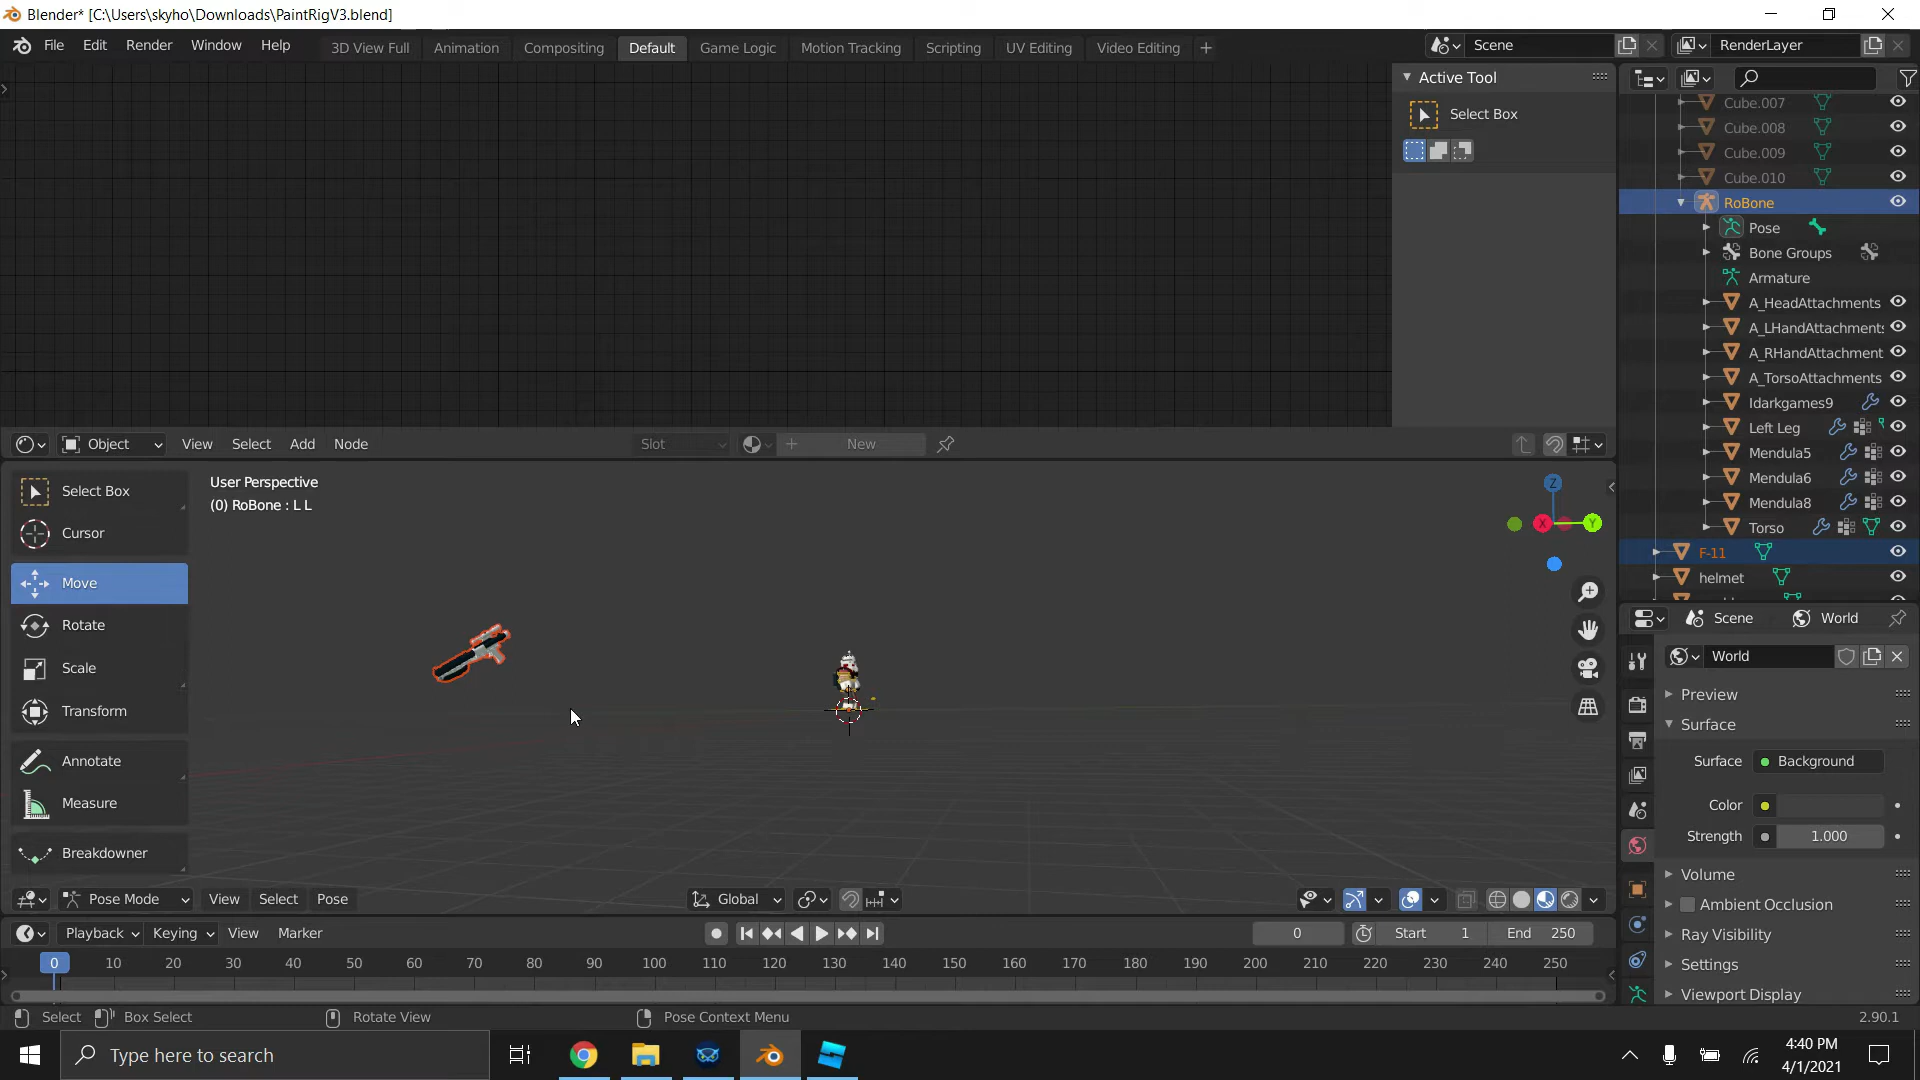 Blender* [C:\Users\skyho\Downloads\PaintRigV3.blend]
File Edit Render Window Help 3D View Full Animation Compositing Default Game Logic Motion Tracking Scripting UV Editing Video Editing + Scene RenderLayer
Active Tool
Select Box
Cube.007
Cube.008
Cube.009
Cube.010
RoBone
Pose
Bone Groups
Armature
A_HeadAttachments
A_LHandAttachments
A_RHandAttachment
A_TorsoAttachments
Idarkgames9
Left Leg
Mendula5
Mendula6
Mendula8
Torso
F-11
helmet
Object View Select Add Node Slot New
Select Box
Cursor
Move
Rotate
Scale
Transform
Annotate
Measure
Breakdowner
User Perspective
(0) RoBone : L L
Z
X Y
Scene World
World
Preview
Surface
Surface Background
Color
Strength 1.000
Volume
Ambient Occlusion
Ray Visibility
Settings
Viewport Display
Pose Mode View Select Pose Global
Playback Keying View Marker 0 Start 1 End 250
0 10 20 30 40 50 60 70 80 90 100 110 120 130 140 150 160 170 180 190 200 210 220 230 240 250
Select Box Select Rotate View Pose Context Menu 2.90.1
Type here to search
4:40 PM
4/1/2021